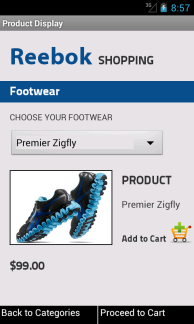 3G 8:57
Product Display
Reebok SHOPPING
Footwear
CHOOSE YOUR FOOTWEAR
Premier Zigfly
PRODUCT
Premier Zigfly
Add to Cart
$99.00
Back to Categories Proceed to Cart